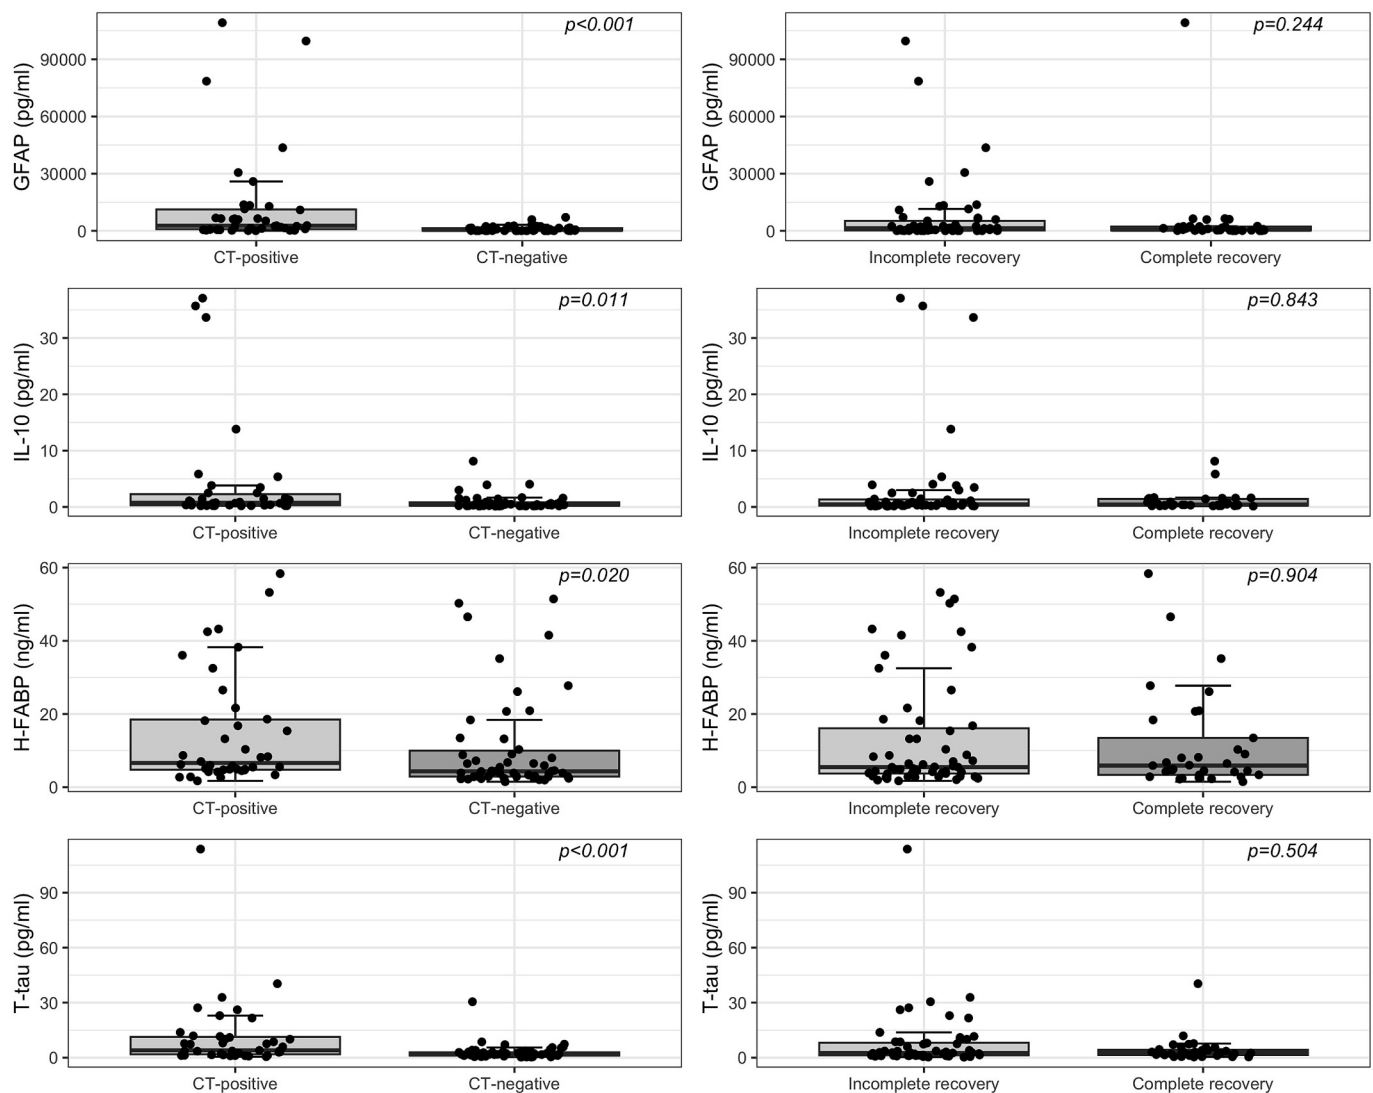 GFAP (pg/ml)
90000
60000
30000
0
p<0.001
CT-positive
CT-negative
GFAP (pg/ml)
90000
60000
30000
0
p=0.244
Incomplete recovery
Complete recovery
IL-10 (pg/ml)
30
20
10
0
p=0.011
CT-positive
CT-negative
IL-10 (pg/ml)
30
20
10
0
p=0.843
Incomplete recovery
Complete recovery
H-FABP (ng/ml)
60
40
20
0
p=0.020
CT-positive
CT-negative
H-FABP (ng/ml)
60
40
20
0
p=0.904
Incomplete recovery
Complete recovery
T-tau (pg/ml)
90
60
30
0
p<0.001
CT-positive
CT-negative
T-tau (pg/ml)
90
60
30
0
p=0.504
Incomplete recovery
Complete recovery